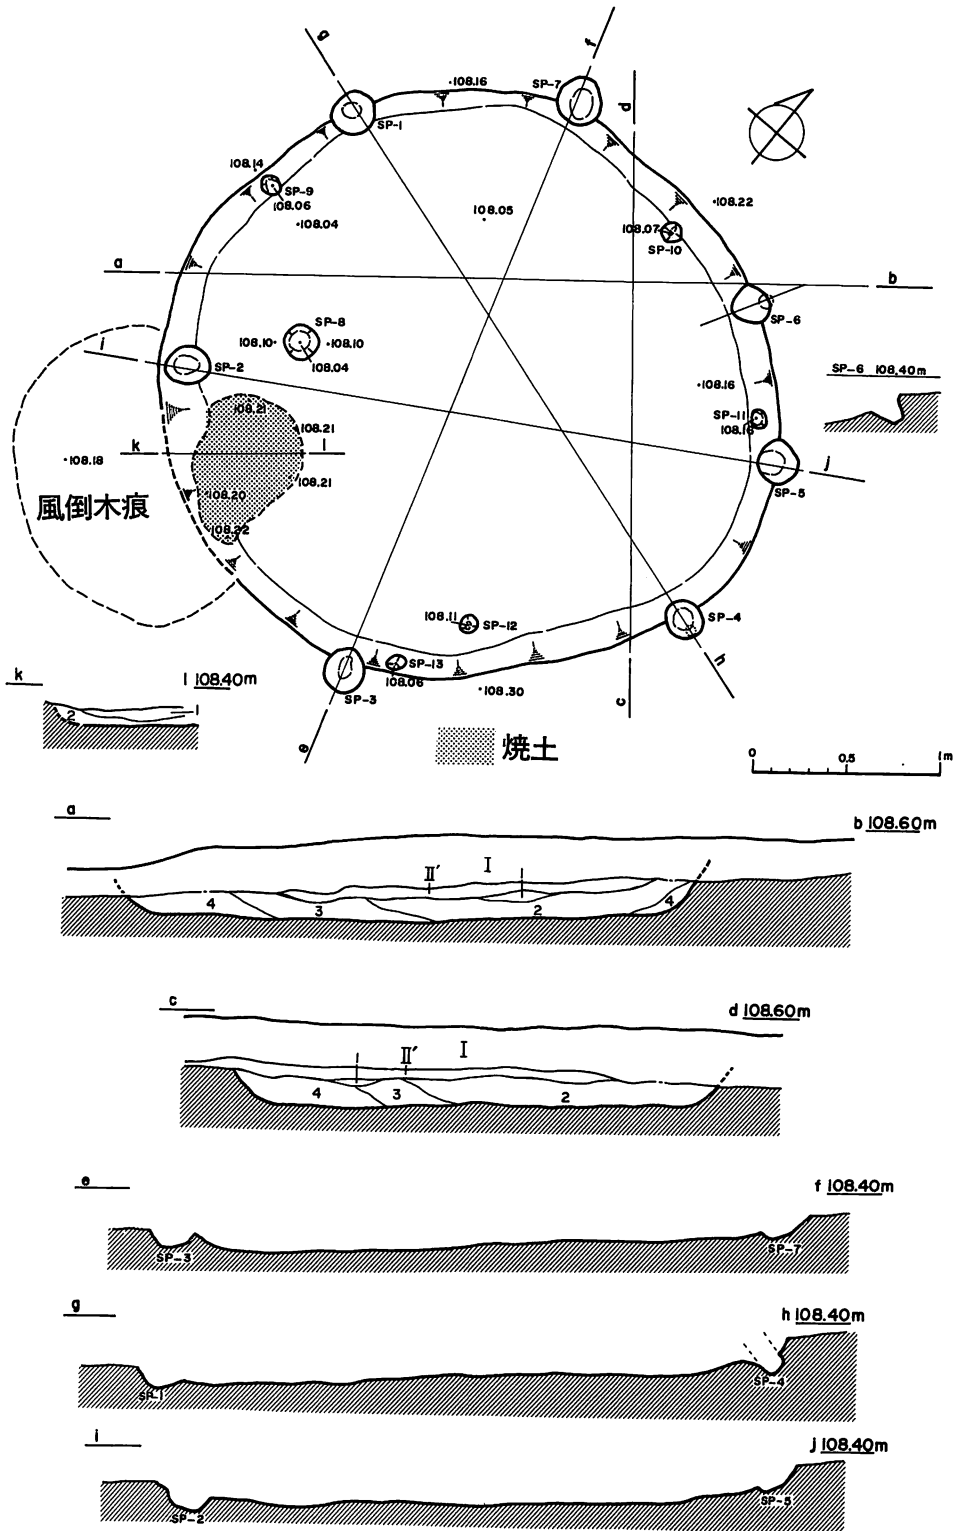 g
f
108.16
SP-7
d
SP-1
108.14
SP-9
108.06
108.04
108.05
108.22
108.07
SP-10
a
b
SP-8
108.10
108.10
108.04
SP-6
i
SP-2
108.16
SP-6 108.40m
108.21
108.21
SP-11
108.16
k
l
j
108.18
108.21
SP-5
108.20
風倒木痕
108.22
108.11
SP-12
SP-4
SP-13
h
108.06
SP-3
108.30
c
k
l 108.40m
e
2
1
焼土
0
0.5
1m
a
b 108.60m
II´
I
4
3
2
4
c
d 108.60m
II´
I
4
3
2
e
f 108.40m
SP-3
SP-7
g
h 108.40m
SP-1
SP-4
i
j 108.40m
SP-2
SP-5